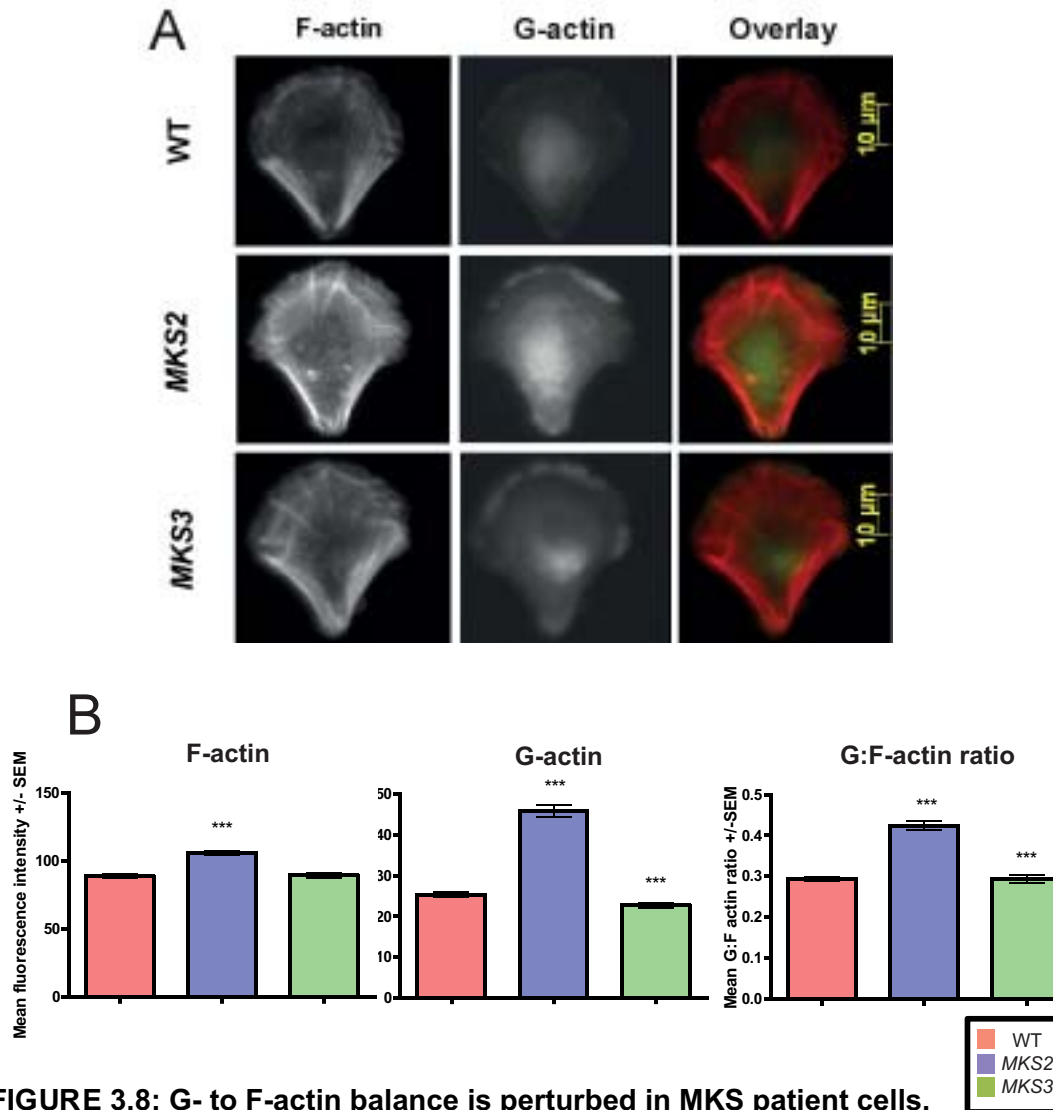 A
F-actin G-actin Overlay
WT
10 µm
MKS2
10 µm
MKS3
10 µm
B
F-actin
G-actin
G:F-actin ratio
Mean fluorescence intensity +/- SEM
150
100
50
0
***
50
40
30
20
10
0
***
***
Mean G:F actin ratio +/-SEM
0.5
0.4
0.3
0.2
0.1
0.0
***
***
WT
MKS2
MKS3
FIGURE 3.8: G- to F-actin balance is perturbed in MKS patient cells.